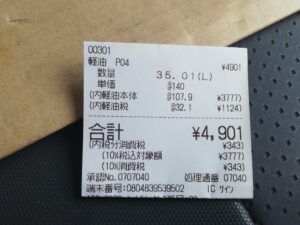 00301
軽油 P04 ¥4901
数量 35.01(L)
単価 @140
(内軽油本体 @107.9 ¥3777)
(内軽油税 @32.1 ¥1124)
合計 ¥4,901
(内税分消費税 ¥343)
(10%税込対象額 ¥3777)
(10%消費税 ¥343)
承認No.0707040 処理通番 07040
端末番号:0804839539502 IC サイン